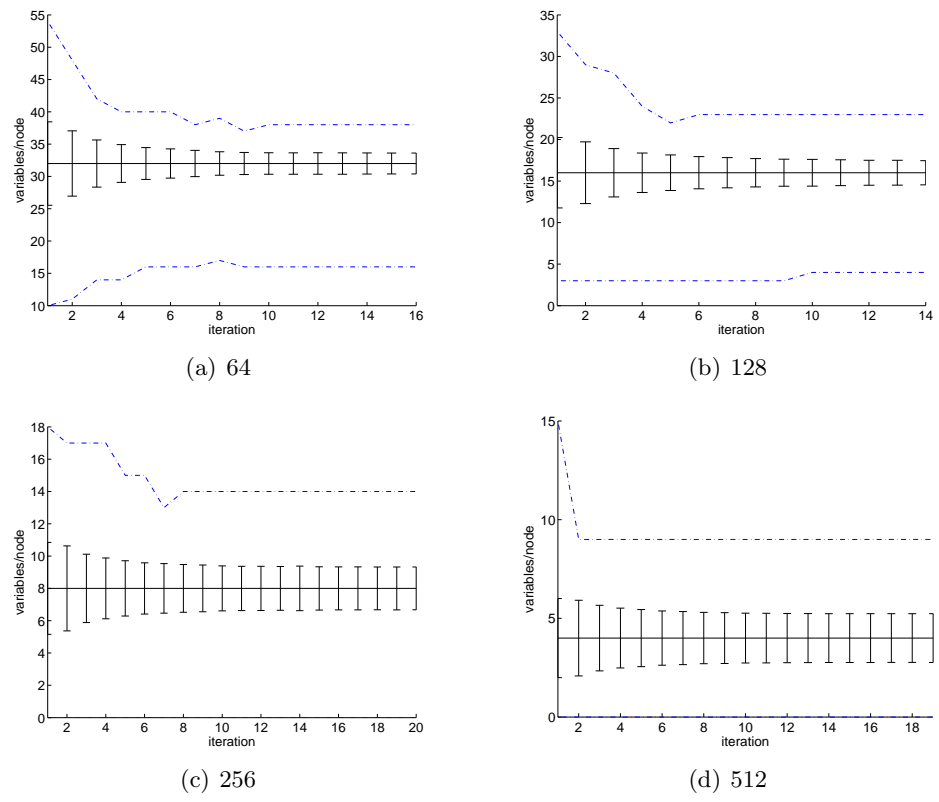 55
50
45
40
35
30
25
20
15
10
variables/node
2 4 6 8 10 12 14 16
iteration
(a) 64
35
30
25
20
15
10
5
0
variables/node
2 4 6 8 10 12 14
iteration
(b) 128
18
16
14
12
10
8
6
4
2
0
variables/node
2 4 6 8 10 12 14 16 18 20
iteration
(c) 256
15
10
5
0
variables/node
2 4 6 8 10 12 14 16 18
iteration
(d) 512